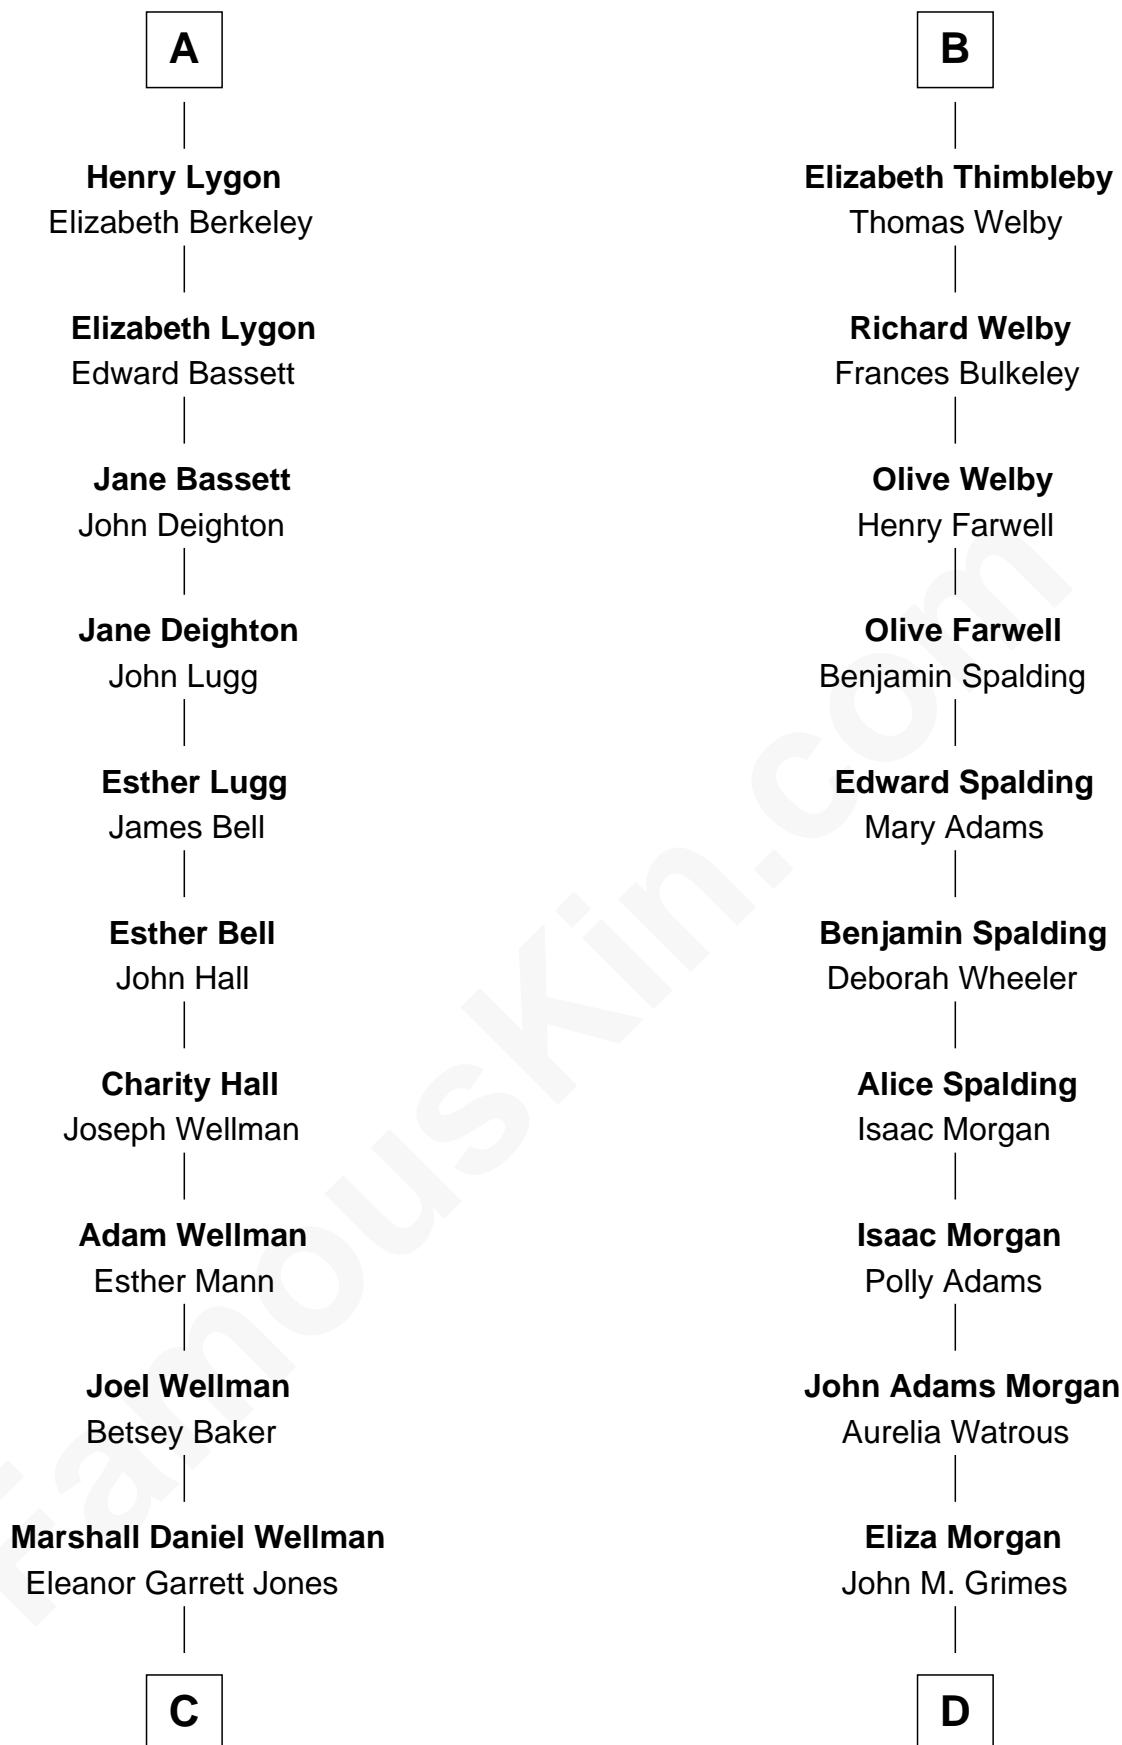 A
Henry Lygon
Elizabeth Berkeley
Elizabeth Lygon
Edward Bassett
Jane Bassett
John Deighton
Jane Deighton
John Lugg
Esther Lugg
James Bell
Esther Bell
John Hall
Charity Hall
Joseph Wellman
Adam Wellman
Esther Mann
Joel Wellman
Betsey Baker
Marshall Daniel Wellman
Eleanor Garrett Jones
C
B
Elizabeth Thimbleby
Thomas Welby
Richard Welby
Frances Bulkeley
Olive Welby
Henry Farwell
Olive Farwell
Benjamin Spalding
Edward Spalding
Mary Adams
Benjamin Spalding
Deborah Wheeler
Alice Spalding
Isaac Morgan
Isaac Morgan
Polly Adams
John Adams Morgan
Aurelia Watrous
Eliza Morgan
John M. Grimes
D
FamousKin.com